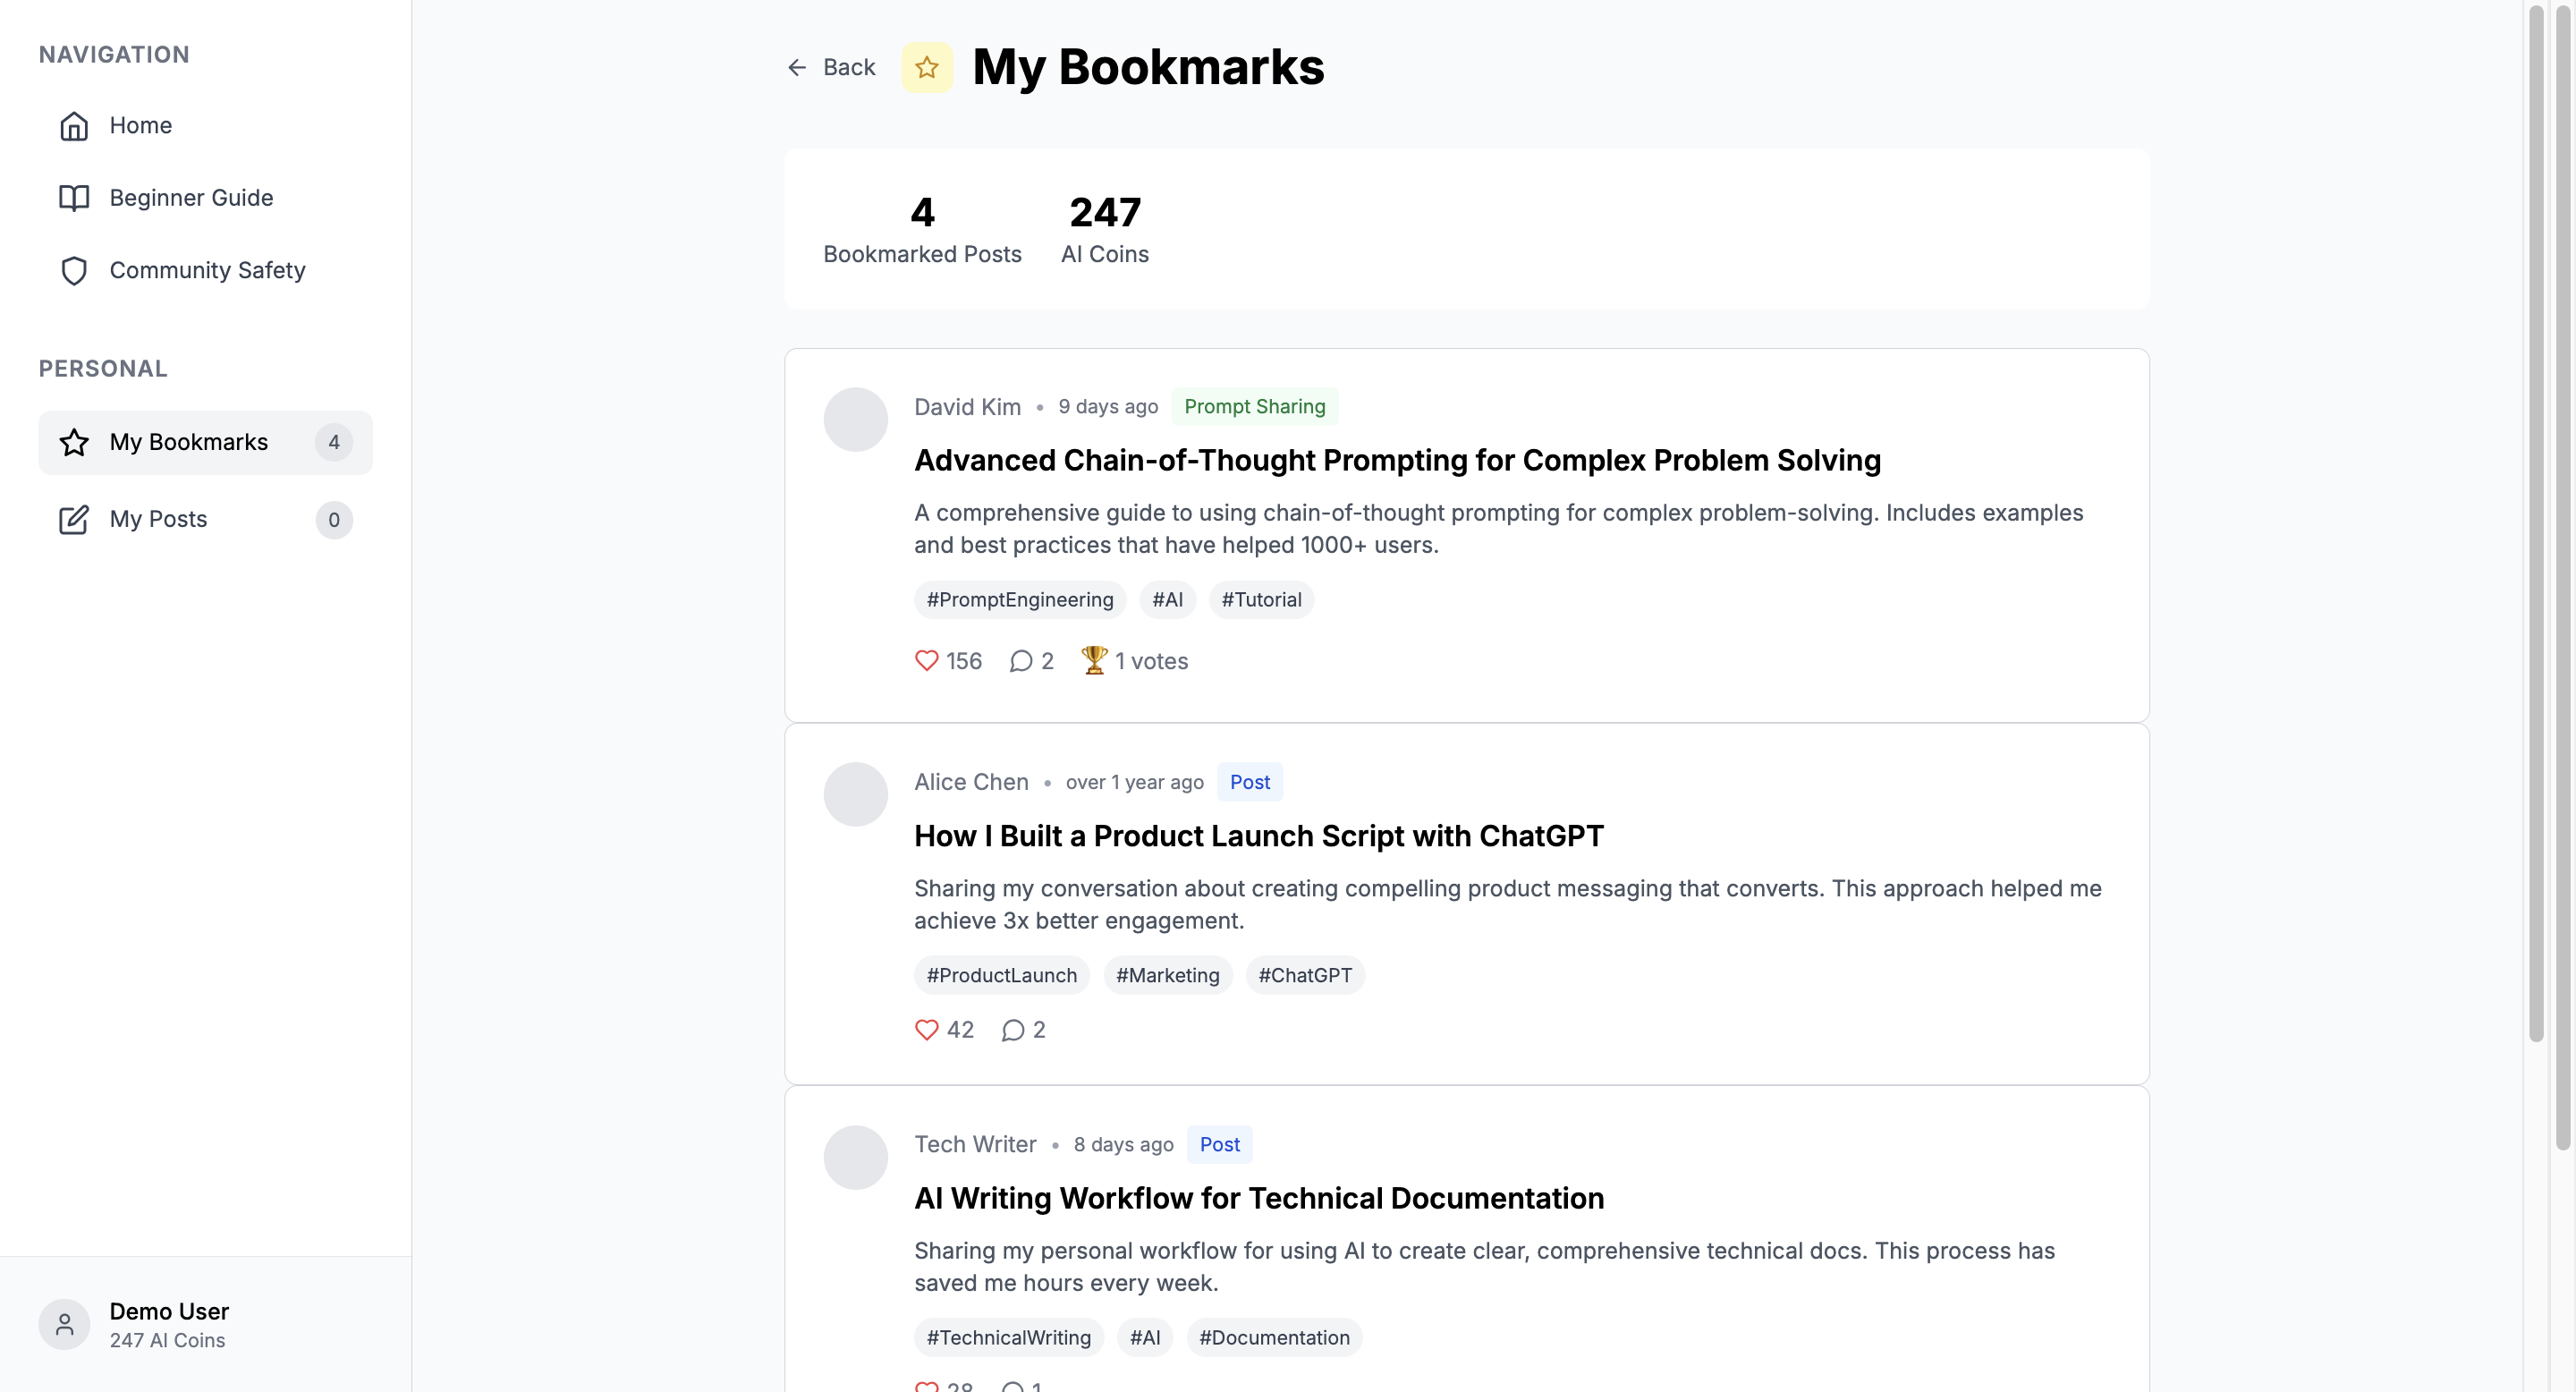 NAVIGATION
Home
Beginner Guide
Community Safety
PERSONAL
My Bookmarks
4
My Posts
0
Demo User
247 AI Coins
Back
My Bookmarks
4
Bookmarked Posts
247
AI Coins
David Kim • 9 days ago Prompt Sharing
Advanced Chain-of-Thought Prompting for Complex Problem Solving
A comprehensive guide to using chain-of-thought prompting for complex problem-solving. Includes examples
and best practices that have helped 1000+ users.
#PromptEngineering #AI #Tutorial
156 2 1 votes
Alice Chen • over 1 year ago Post
How I Built a Product Launch Script with ChatGPT
Sharing my conversation about creating compelling product messaging that converts. This approach helped me
achieve 3x better engagement.
#ProductLaunch #Marketing #ChatGPT
42 2
Tech Writer • 8 days ago Post
AI Writing Workflow for Technical Documentation
Sharing my personal workflow for using AI to create clear, comprehensive technical docs. This process has
saved me hours every week.
#TechnicalWriting #AI #Documentation
28 1